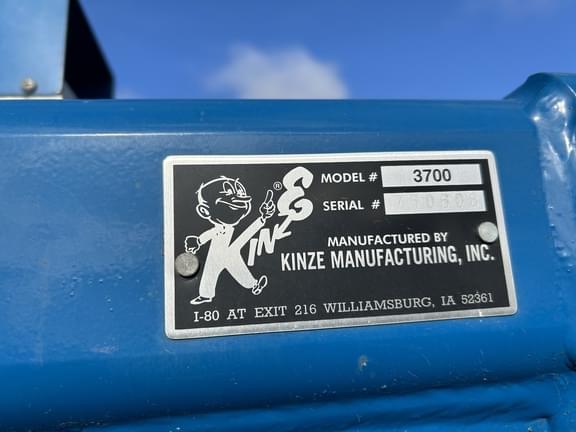 KINZE ®
MODEL # 3700
SERIAL #
MANUFACTURED BY
KINZE MANUFACTURING, INC.
I-80 AT EXIT 216 WILLIAMSBURG, IA 52361